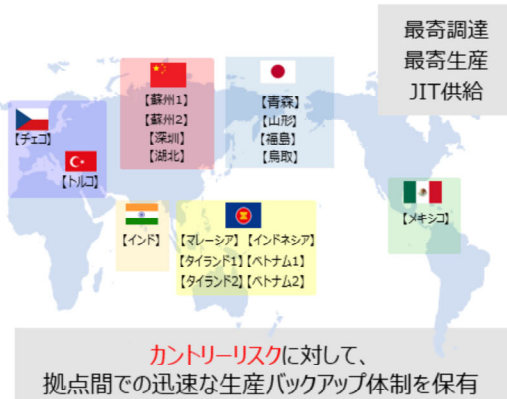 最寄調達
最寄生産
JIT供給
【蘇州1】
【蘇州2】
【深圳】
【湖北】
【青森】
【山形】
【福島】
【鳥取】
【チェコ】
【トルコ】
【インド】
【マレーシア】【インドネシア】
【タイランド1】【ベトナム1】
【タイランド2】【ベトナム2】
【メキシコ】
カントリーリスクに対して、
拠点間での迅速な生産バックアップ体制を保有